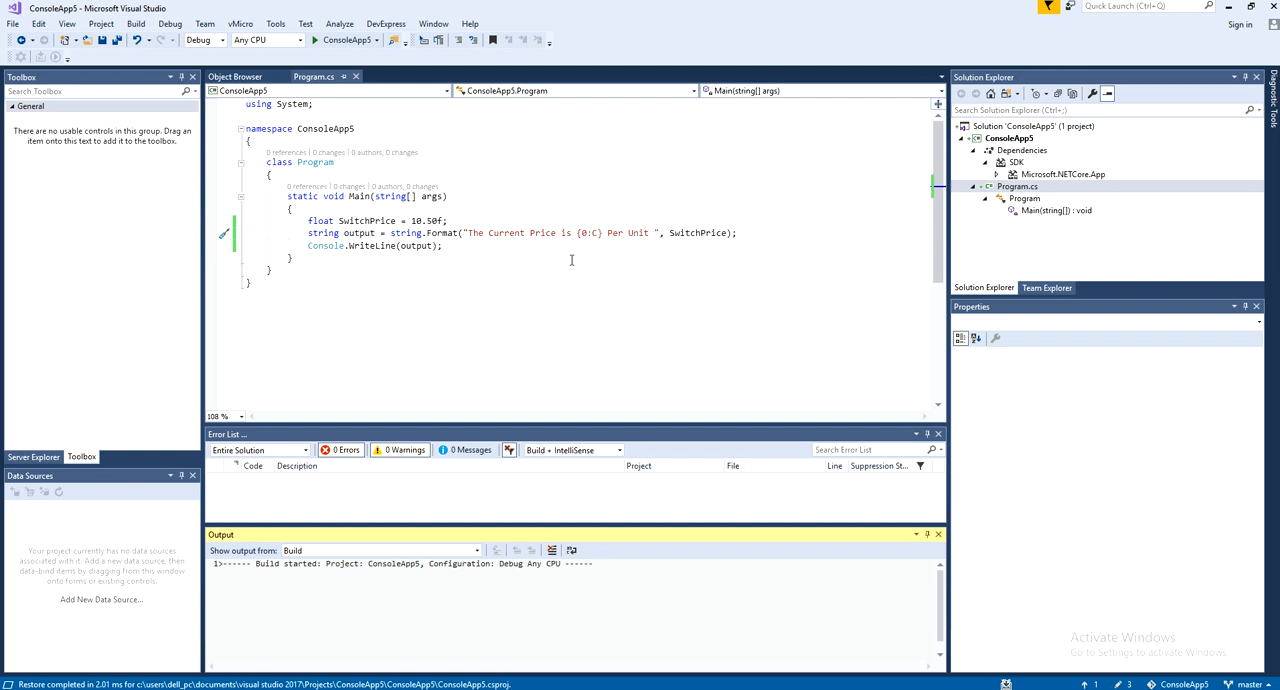 ConsoleApp5 - Microsoft Visual Studio
Quick Launch (Ctrl+Q)
File Edit View Project Build Debug Team vMicro Tools Test Analyze DevExpress Window Help
Sign in
Debug Any CPU ConsoleApp5
Toolbox
Search Toolbox
General
There are no usable controls in this group. Drag an
item onto this text to add it to the toolbox.
Server Explorer Toolbox
Data Sources
Your project currently has no data sources
associated with it. Add a new data source, then
data-bind items by dragging from this window
onto forms or existing controls.
Add New Data Source...
Object Browser Program.cs
ConsoleApp5 ConsoleApp5.Program Main(string[] args)
using System;
namespace ConsoleApp5
{
0 references | 0 changes | 0 authors, 0 changes
class Program
{
0 references | 0 changes | 0 authors, 0 changes
static void Main(string[] args)
{
float SwitchPrice = 10.50f;
string output = string.Format("The Current Price is {0:C} Per Unit ", SwitchPrice);
Console.WriteLine(output);
}
}
}
108 %
Error List ...
Entire Solution 0 Errors 0 Warnings 0 Messages Build + IntelliSense Search Error List
Code Description Project File Line Suppression St...
Output
Show output from: Build
1>------ Build started: Project: ConsoleApp5, Configuration: Debug Any CPU ------
Solution Explorer
Search Solution Explorer (Ctrl+;)
Solution 'ConsoleApp5' (1 project)
ConsoleApp5
Dependencies
SDK
Microsoft.NETCore.App
Program.cs
Program
Main(string[]) : void
Solution Explorer Team Explorer
Properties
Diagnostic Tools
Activate Windows
Go to Settings to activate Windows.
Restore completed in 2.01 ms for c:\users\dell_pc\documents\visual studio 2017\Projects\ConsoleApp5\ConsoleApp5\ConsoleApp5.csproj.
1 3 ConsoleApp5 master